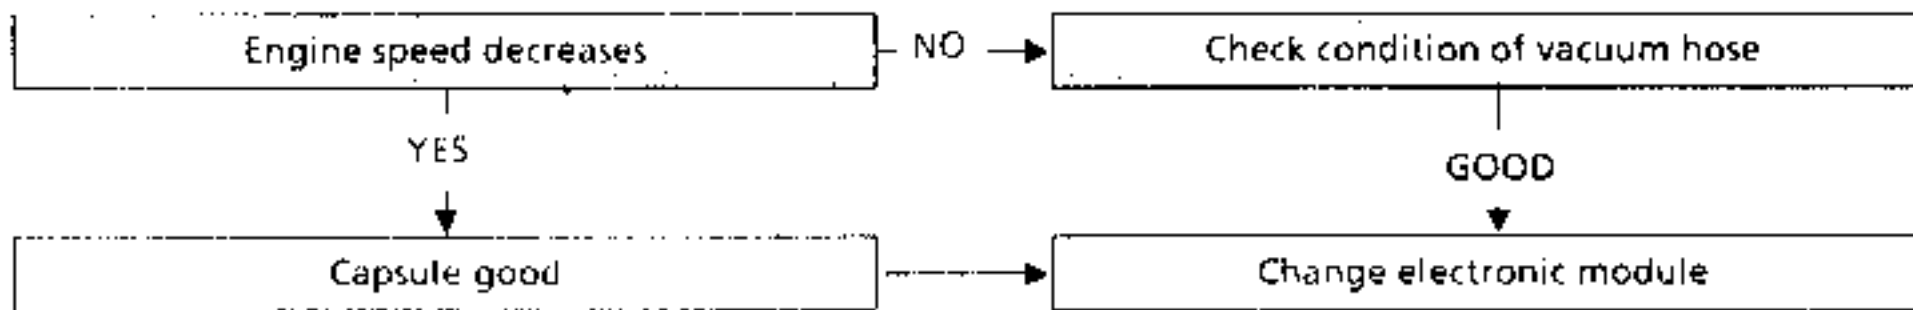 Engine speed decreases
NO
Check condition of vacuum hose
YES
GOOD
Capsule good
Change electronic module